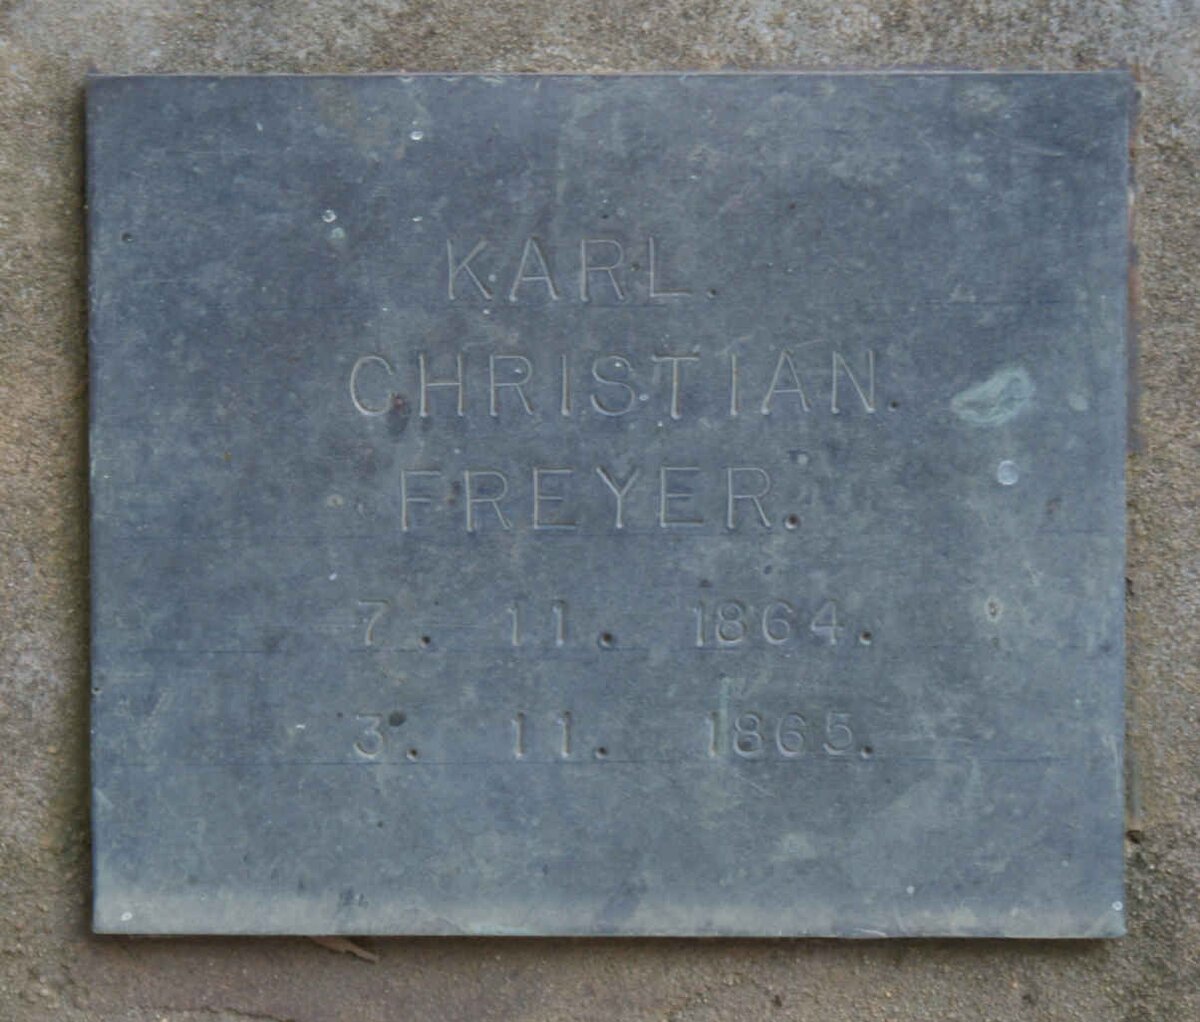 KARL.
CHRISTIAN.
FREYER.
7. 11. 1864.
3. 11. 1865.